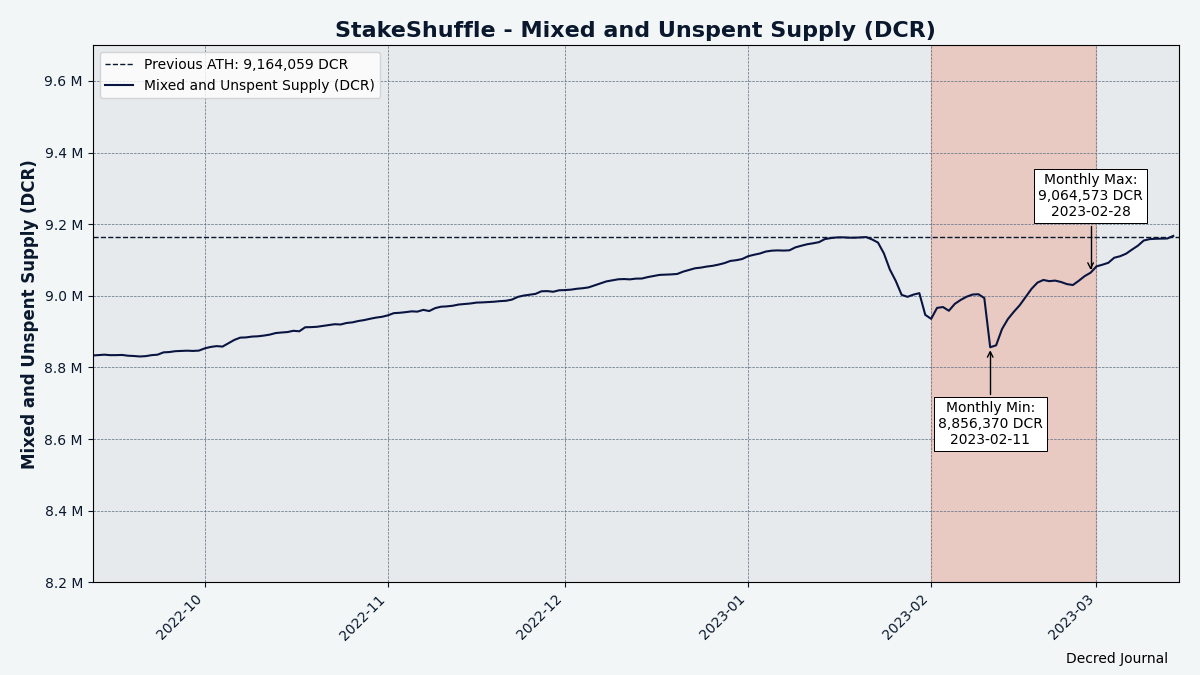 StakeShuffle - Mixed and Unspent Supply (DCR)
Previous ATH: 9,164,059 DCR
Mixed and Unspent Supply (DCR)
Mixed and Unspent Supply (DCR)
9.6 M
9.4 M
9.2 M
9.0 M
8.8 M
8.6 M
8.4 M
8.2 M
Monthly Max:
9,064,573 DCR
2023-02-28
Monthly Min:
8,856,370 DCR
2023-02-11
2022-10
2022-11
2022-12
2023-01
2023-02
2023-03
Decred Journal